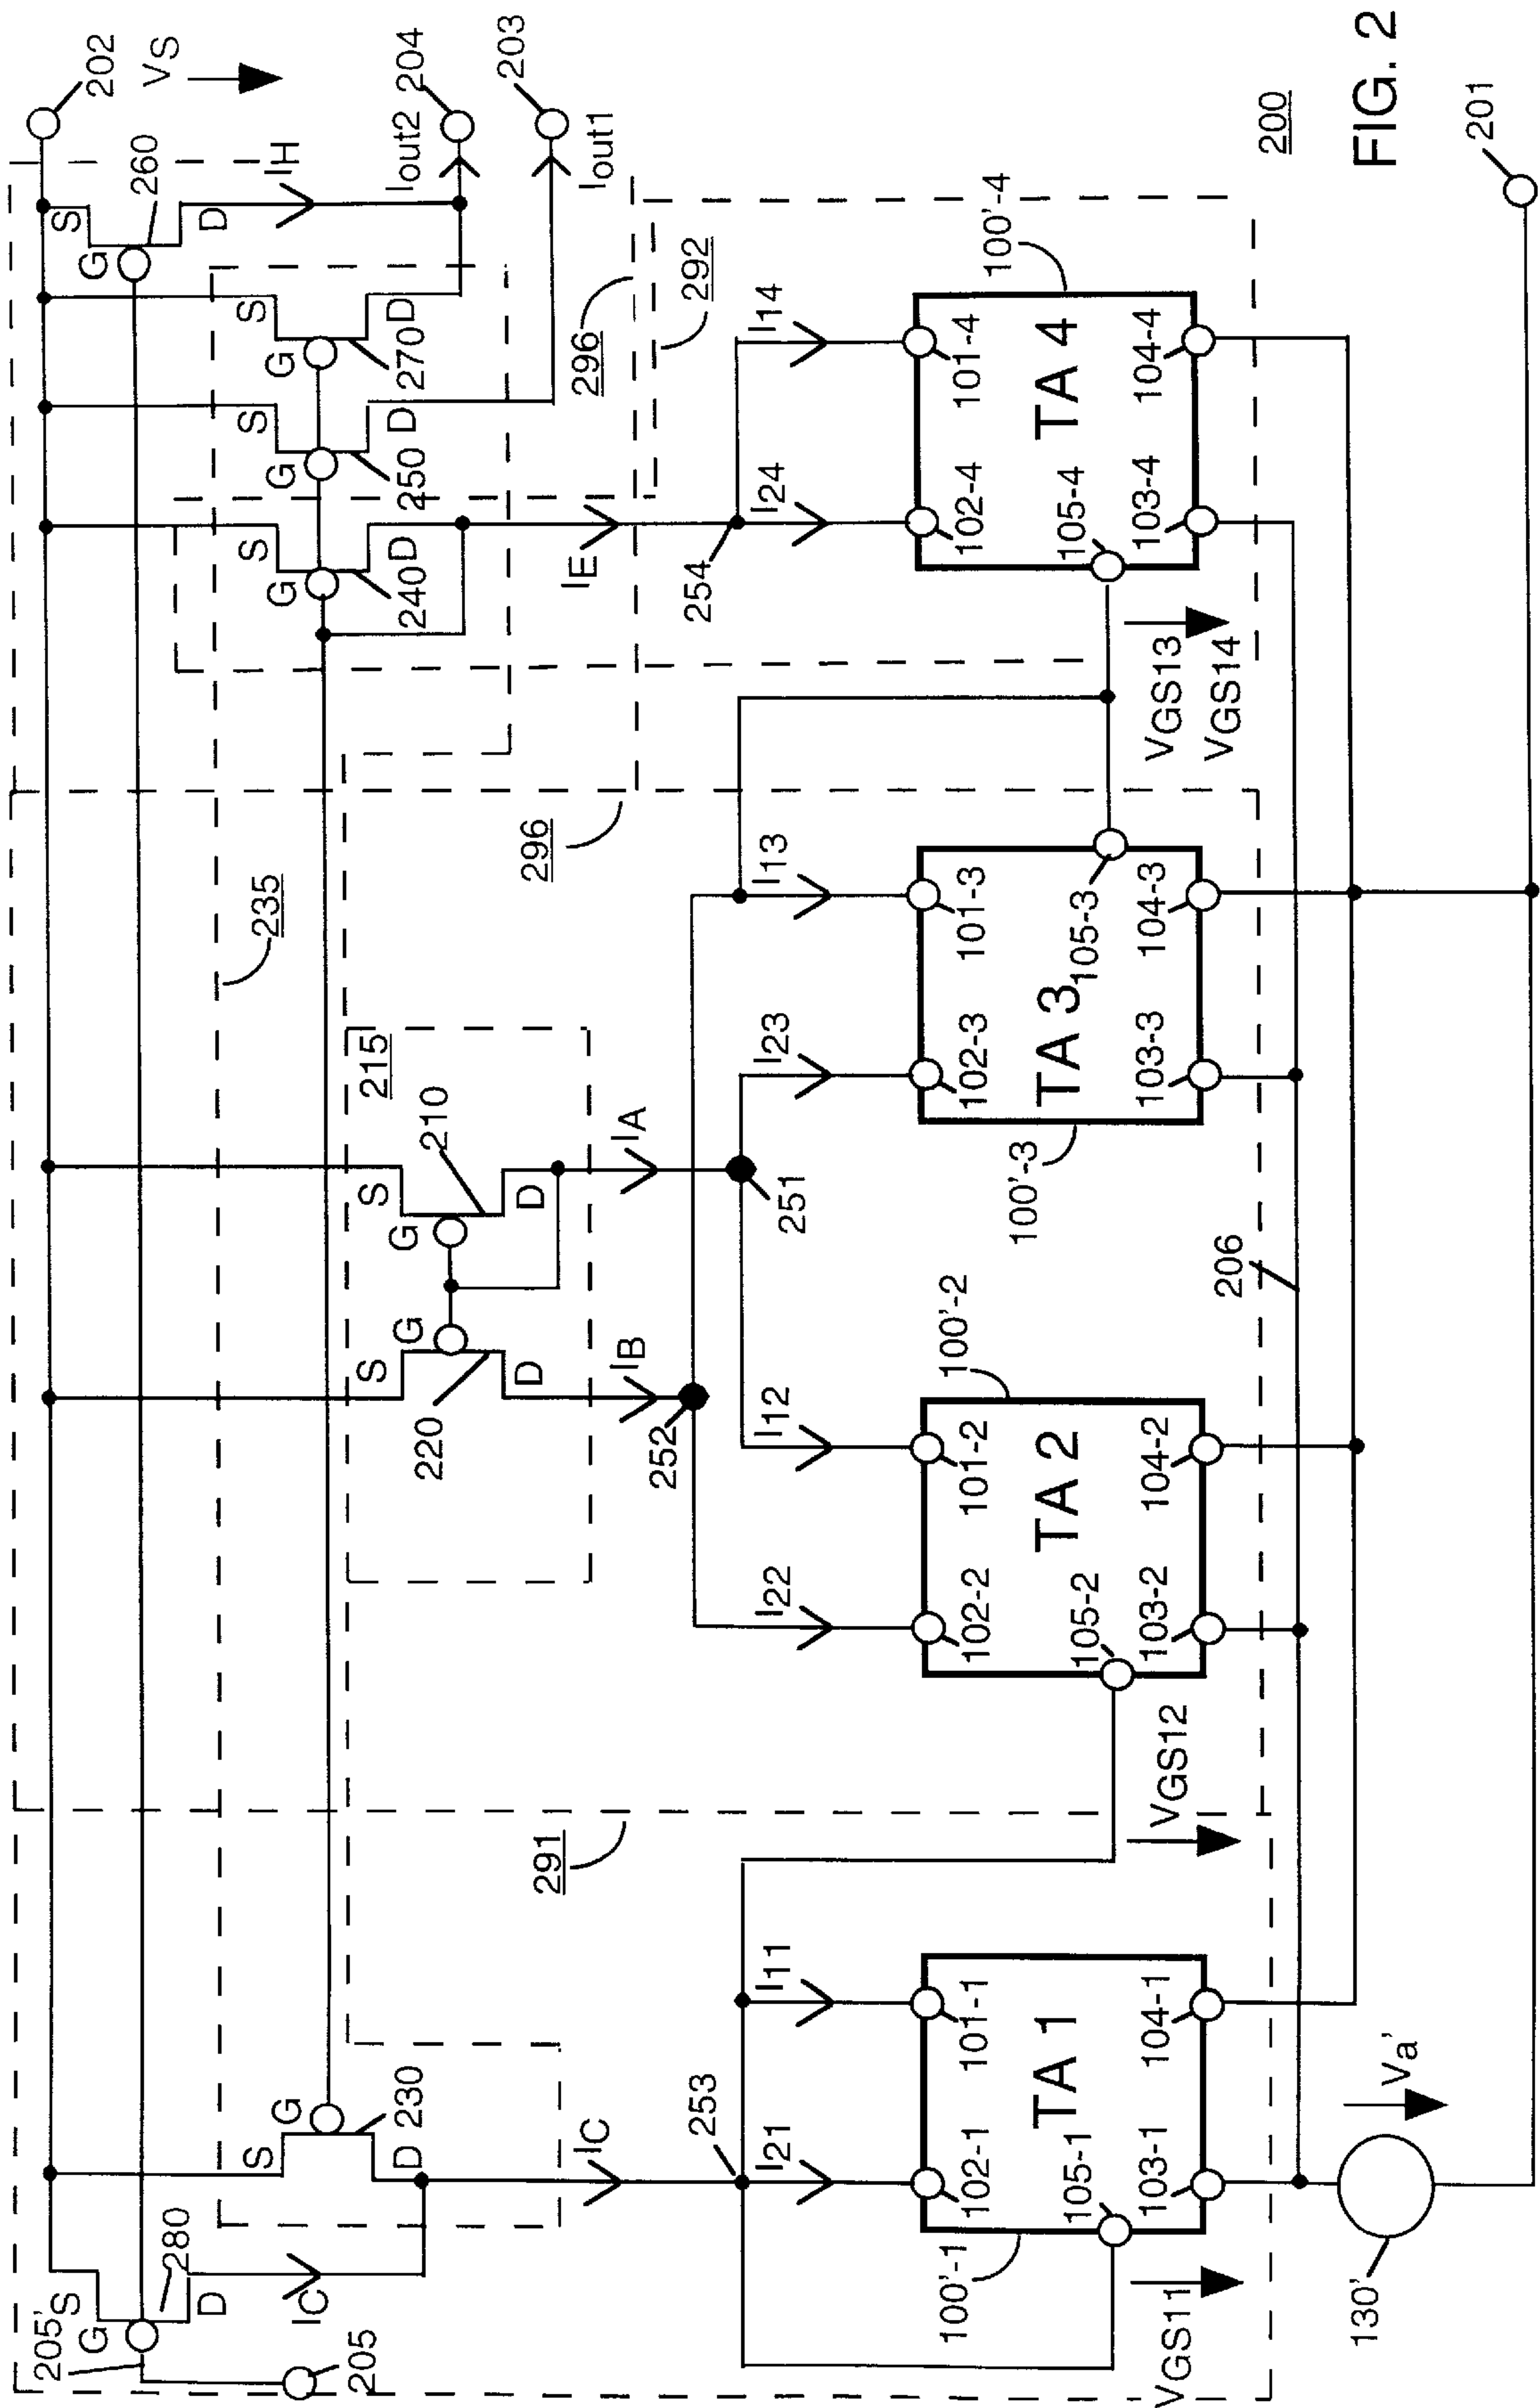 202
VS
S
G
260
D
IH
Iout2
204
203
Iout1
S
G
270
D
S
G
250
D
S
G
240
D
235
296
292
IE
254
I24
I14
100'-4
102-4
101-4
TA 4
105-4
103-4
104-4
VGS13
VGS14
200
FIG. 2
201
215
S
G
210
D
S
G
220
D
IA
IB
251
252
296
I13
I23
101-3
102-3
TA 3
105-3
104-3
103-3
100'-3
206
I12
I22
100'-2
101-2
102-2
TA 2
105-2
104-2
103-2
VGS12
291
205'
S
G
280
D
205
IC
S
G
230
D
IC
253
I11
I21
101-1
102-1
TA 1
105-1
104-1
103-1
100'-1
VGS11
130'
Va'